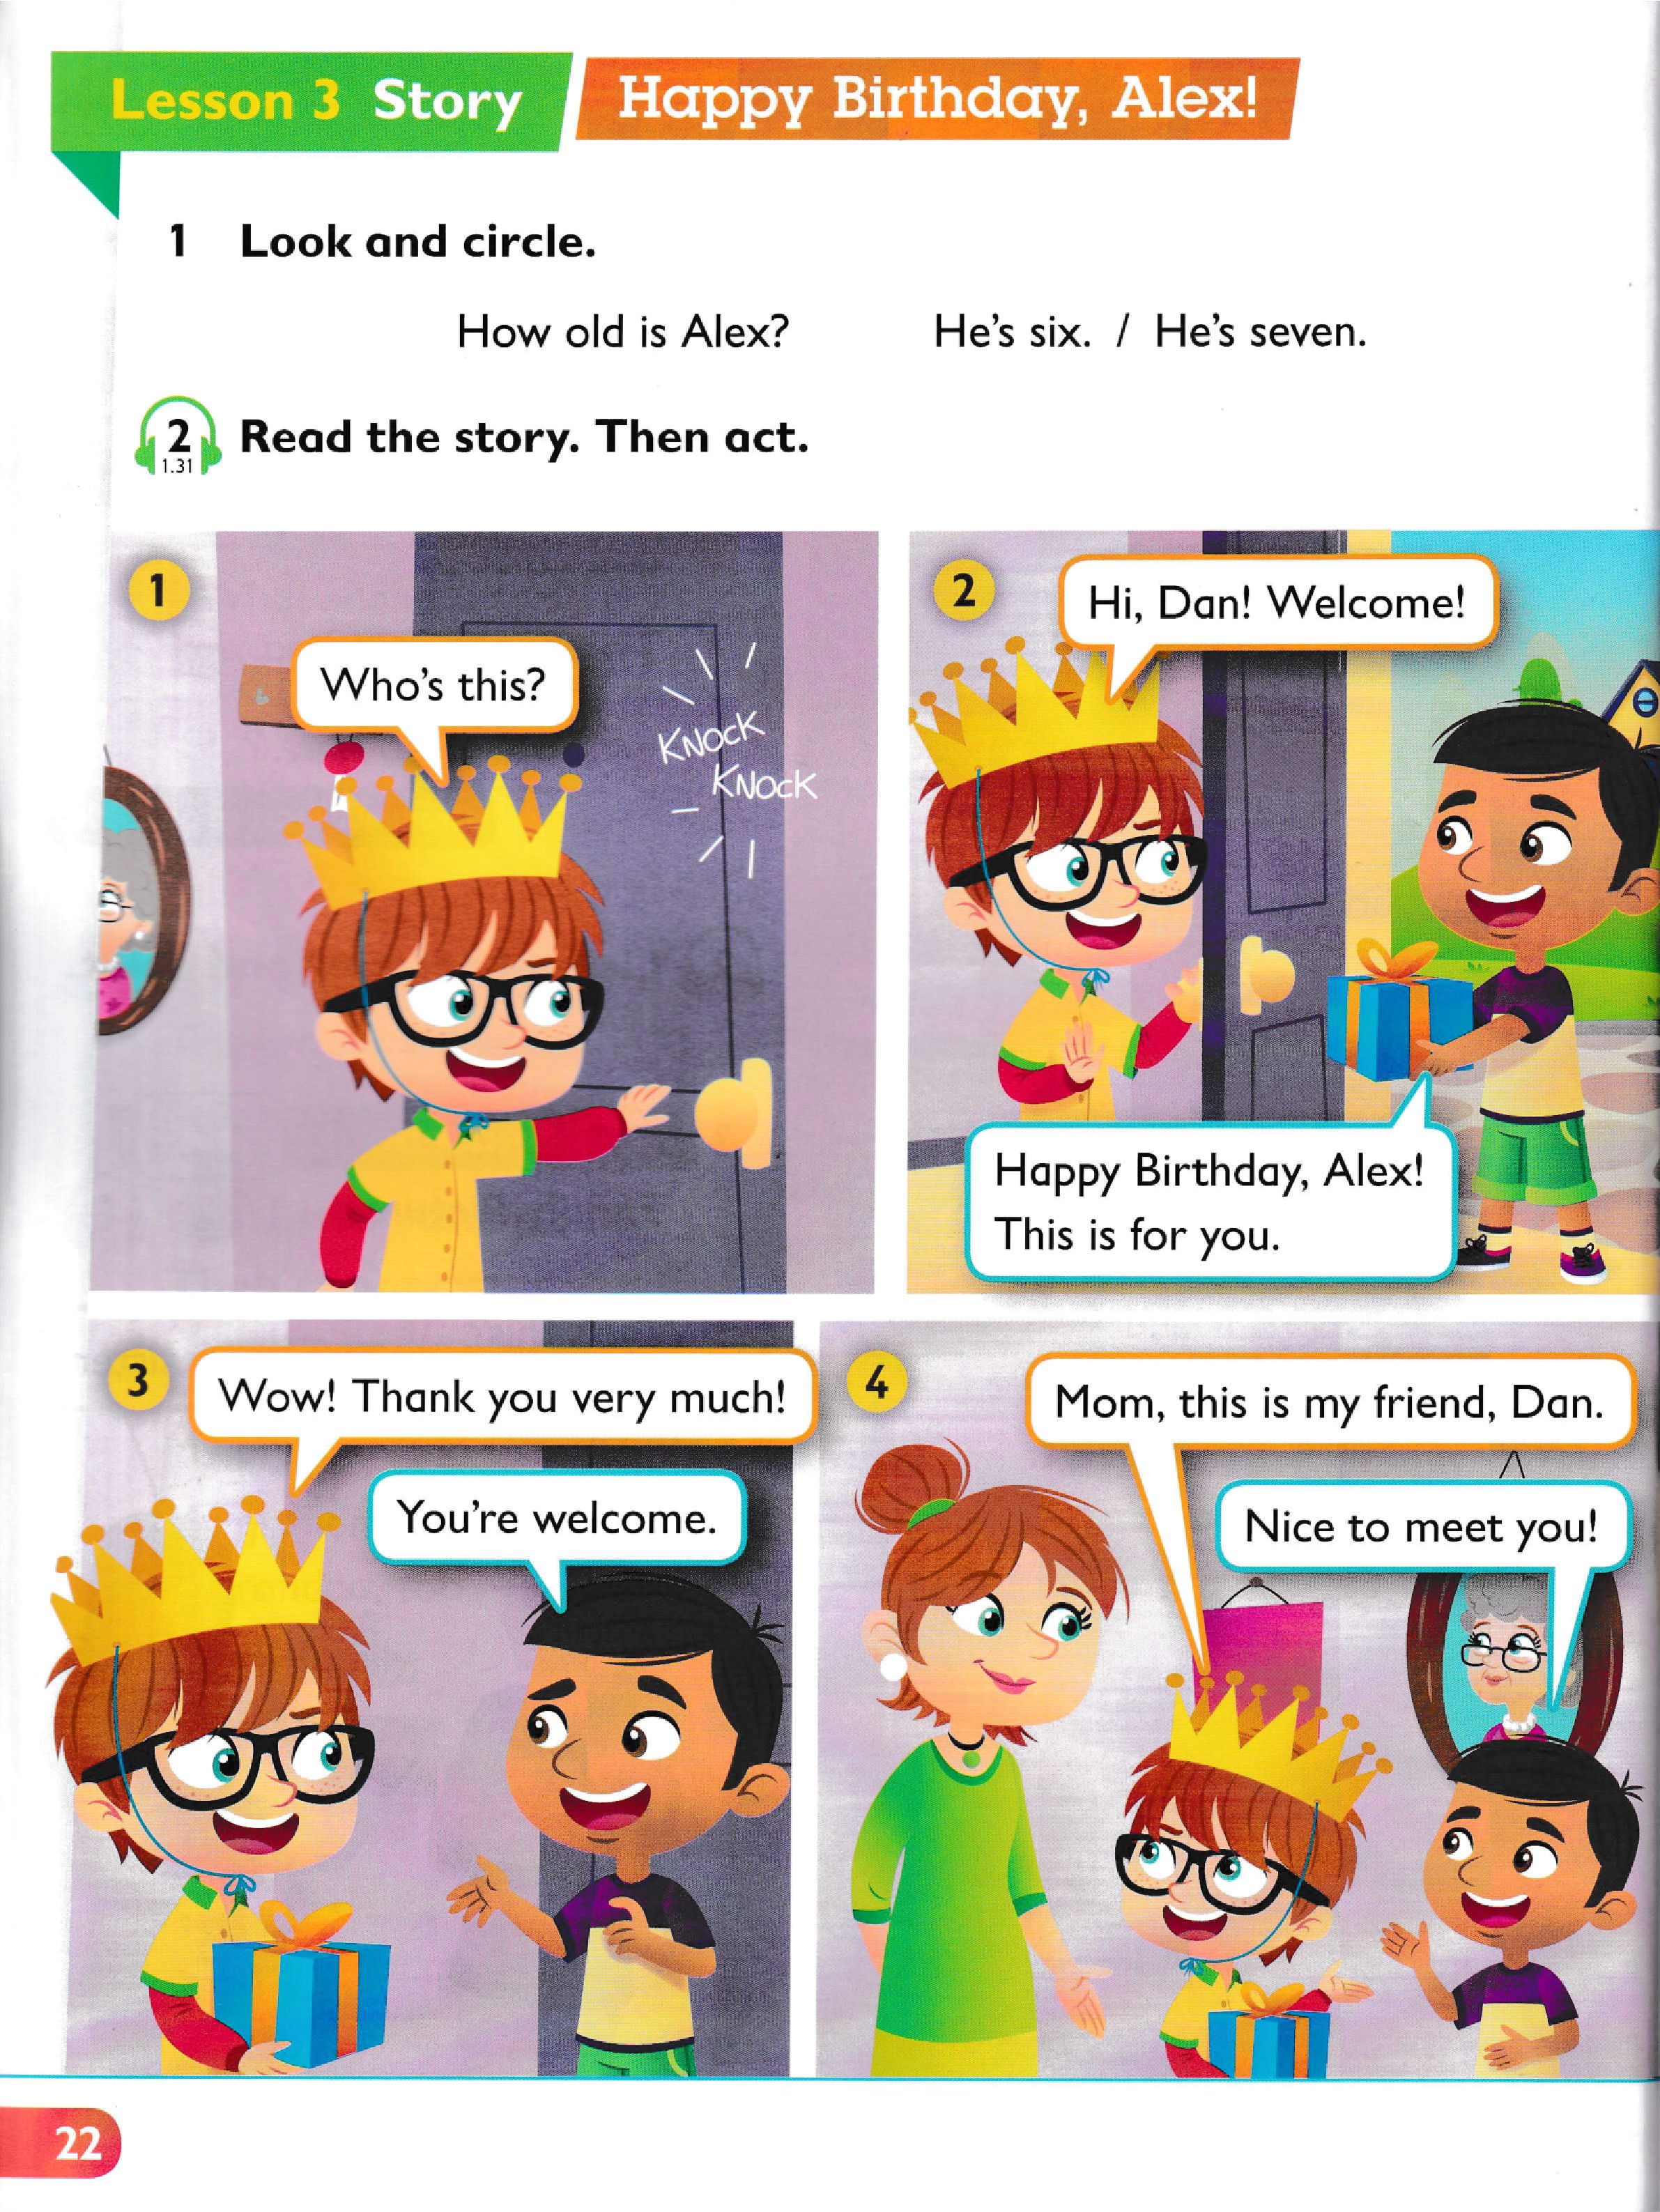 Lesson 3 Story
Happy Birthday, Alex!
1 Look and circle.
How old is Alex? He's six. / He's seven.
2 Read the story. Then act.
1.31
1
Who's this?
KNOCK
KNOCK
2
Hi, Dan! Welcome!
Happy Birthday, Alex!
This is for you.
3
Wow! Thank you very much!
You're welcome.
4
Mom, this is my friend, Dan.
Nice to meet you!
22